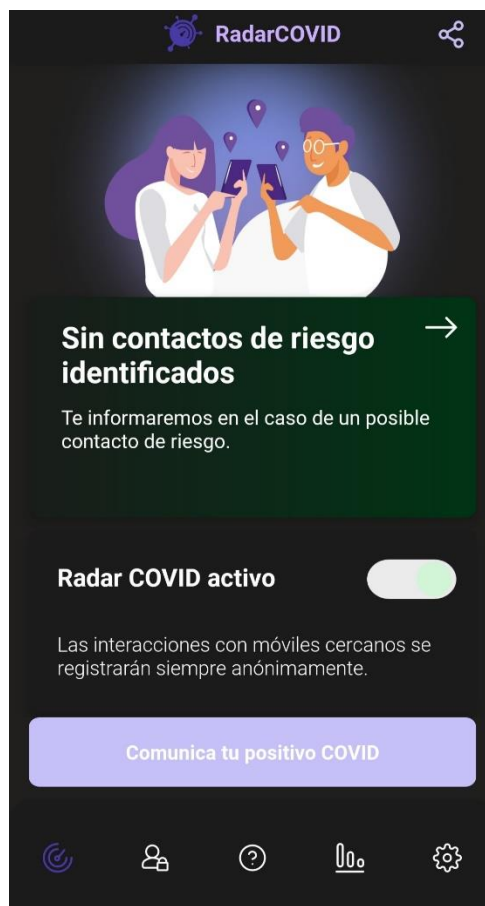 RadarCOVID
Sin contactos de riesgo
identificados
Te informaremos en el caso de un posible
contacto de riesgo.
Radar COVID activo
Las interacciones con móviles cercanos se
registrarán siempre anónimamente.
Comunica tu positivo COVID